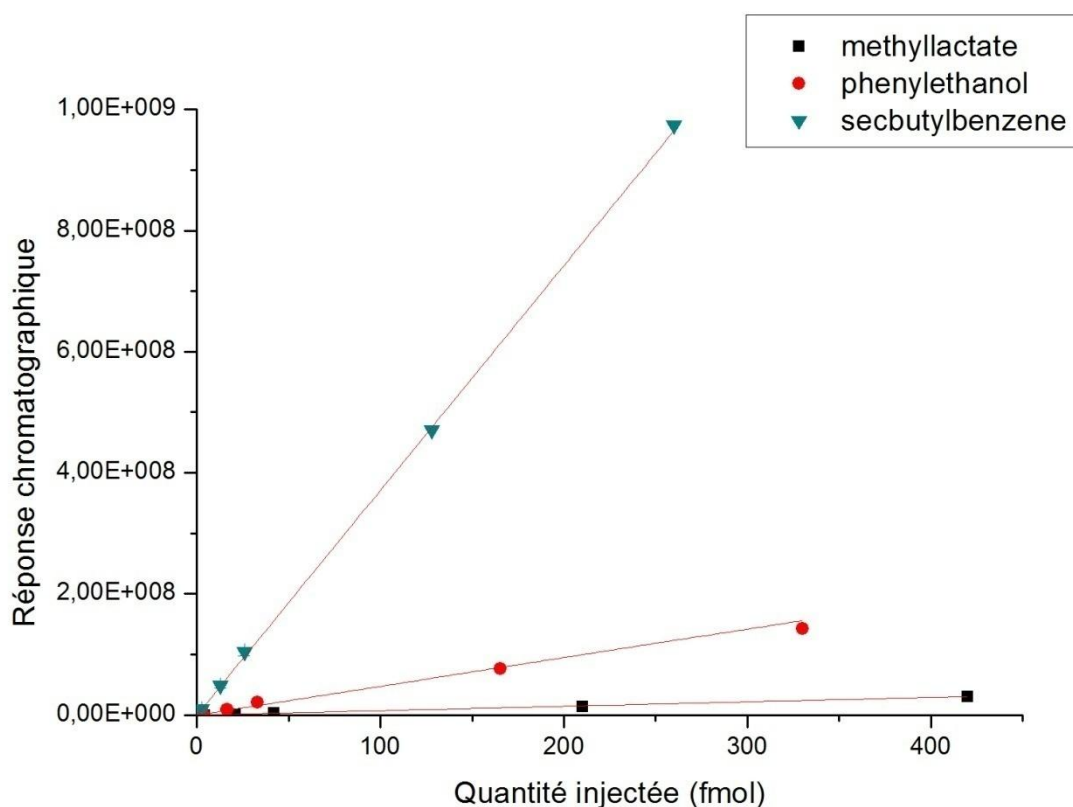 methyllactate
phenylethanol
secbutylbenzene
1,00E+009
8,00E+008
6,00E+008
4,00E+008
2,00E+008
0,00E+000
Réponse chromatographique
0 100 200 300 400
Quantité injectée (fmol)